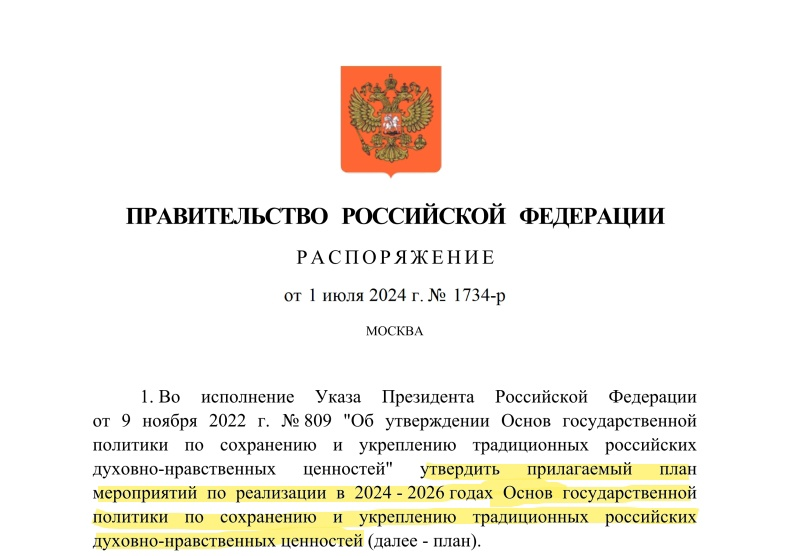 ПРАВИТЕЛЬСТВО РОССИЙСКОЙ ФЕДЕРАЦИИ
РАСПОРЯЖЕНИЕ
от 1 июля 2024 г. № 1734-р
МОСКВА
1. Во исполнение Указа Президента Российской Федерации
от 9 ноября 2022 г. № 809 "Об утверждении Основ государственной
политики по сохранению и укреплению традиционных российских
духовно-нравственных ценностей" утвердить прилагаемый план
мероприятий по реализации в 2024 - 2026 годах Основ государственной
политики по сохранению и укреплению традиционных российских
духовно-нравственных ценностей (далее - план).